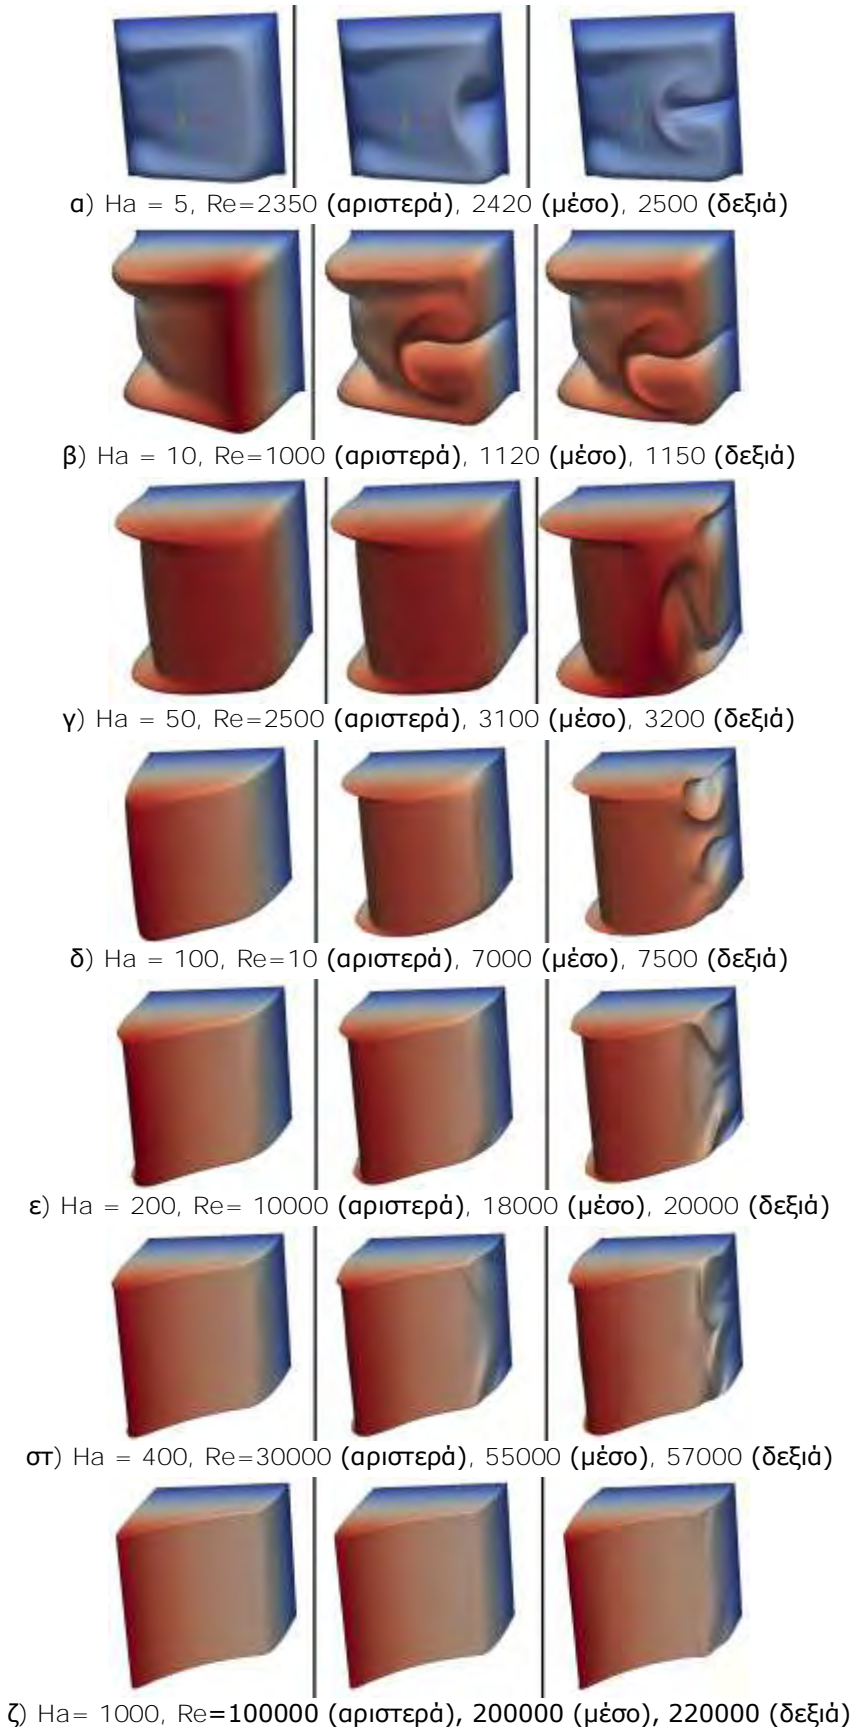 α) Ha = 5, Re=2350 (αριστερά), 2420 (μέσο), 2500 (δεξιά)
β) Ha = 10, Re=1000 (αριστερά), 1120 (μέσο), 1150 (δεξιά)
γ) Ha = 50, Re=2500 (αριστερά), 3100 (μέσο), 3200 (δεξιά)
δ) Ha = 100, Re=10 (αριστερά), 7000 (μέσο), 7500 (δεξιά)
ε) Ha = 200, Re= 10000 (αριστερά), 18000 (μέσο), 20000 (δεξιά)
στ) Ha = 400, Re=30000 (αριστερά), 55000 (μέσο), 57000 (δεξιά)
ζ) Ha= 1000, Re=100000 (αριστερά), 200000 (μέσο), 220000 (δεξιά)